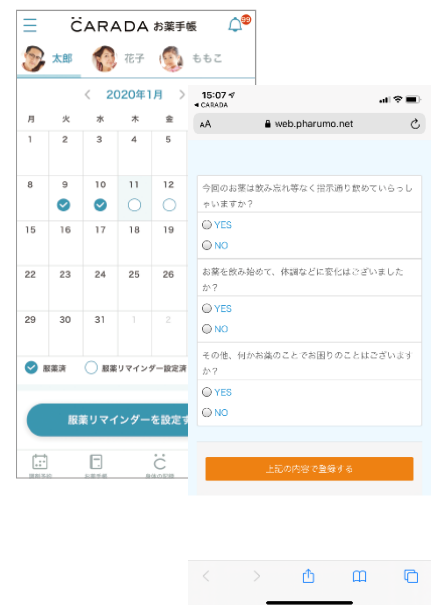 CARADA お薬手帳
99
太郎 花子 ももこ
< 2020年1月 >
月 火 水 木 金
1 2 3 4 5
8 9 10 11 12
15 16 17 18 19
22 23 24 25 26
29 30 31 1 2
服薬済 服薬リマインダー設定済
服薬リマインダーを設定す
お薬手帳
15:07
◀ CARADA
AA web.pharumo.net
今回のお薬は飲み忘れ等なく指示通り飲めていらっし
ゃいますか?
YES
NO
お薬を飲み始めて、体調などに変化はございました
か?
YES
NO
その他、何かお薬のことでお困りのことはございます
か?
YES
NO
上記の内容で登録する